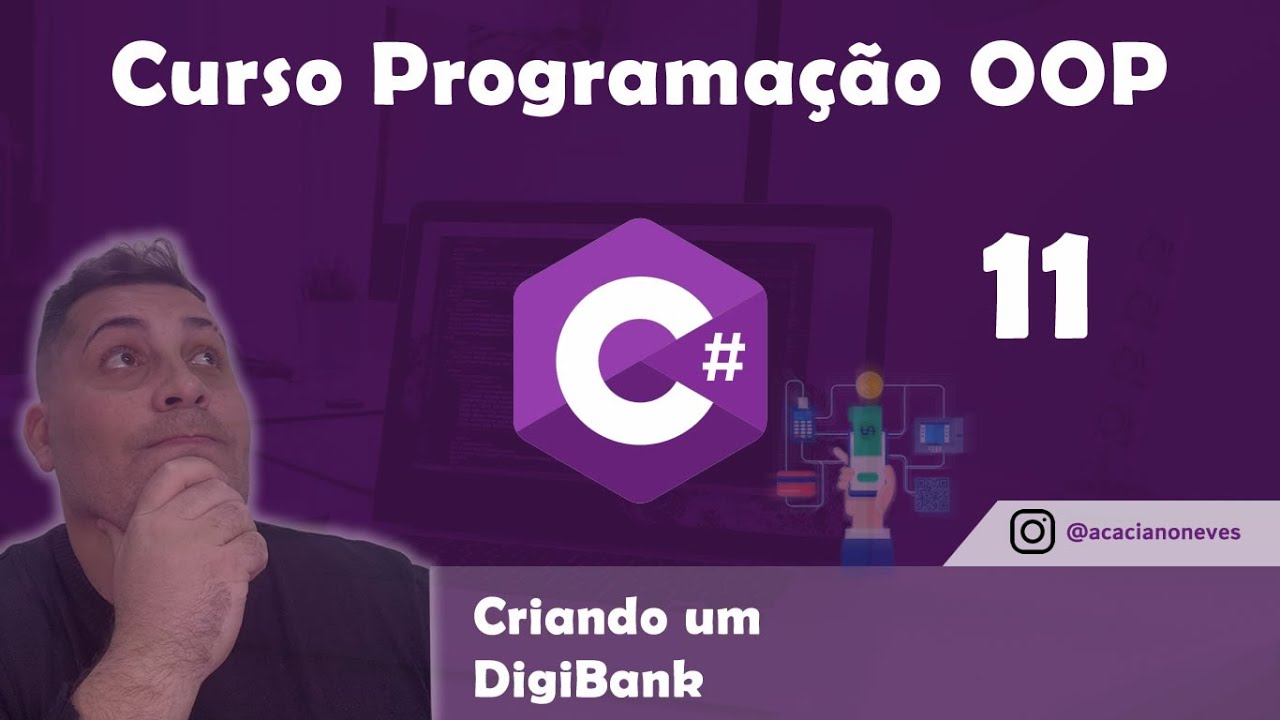 Curso Programação OOP
11
C#
@acacianoneves
Criando um
DigiBank